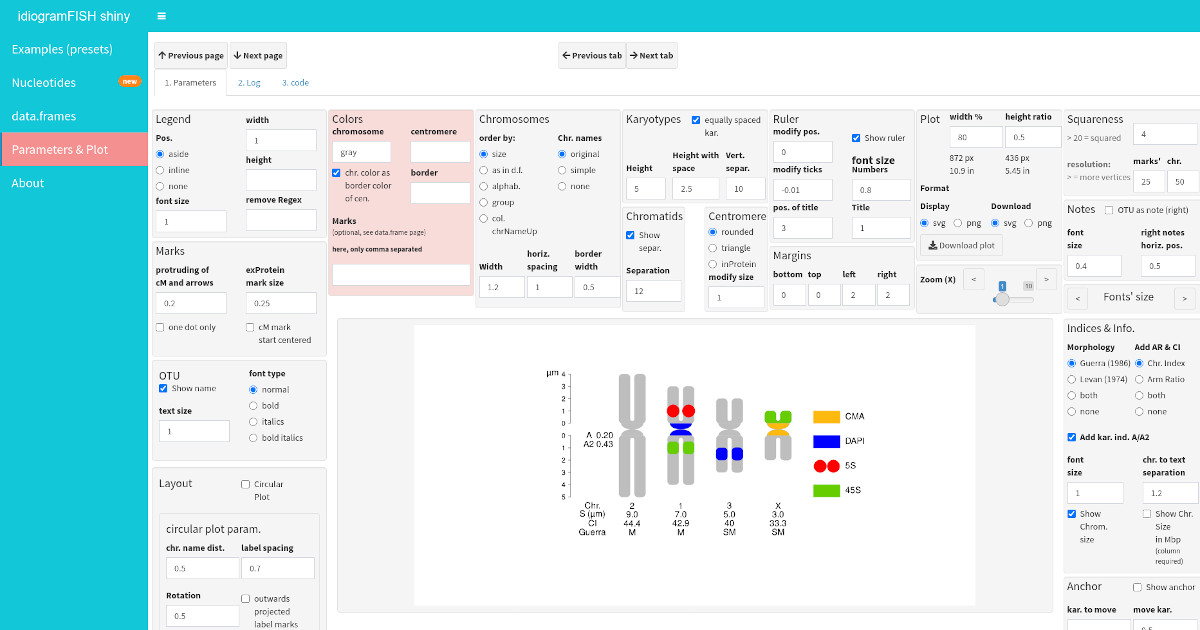 idiogramFISH shiny
Examples (presets)
Nucleotides
new
data.frames
Parameters & Plot
About
Previous page
Next page
Previous tab
Next tab
1. Parameters
2. Log
3. code
Legend
Pos.
aside
inline
none
font size
1
width
1
height
remove Regex
Marks
protruding of
cM and arrows
0.2
one dot only
exProtein
mark size
0.25
cM mark
start centered
OTU
Show name
text size
1
font type
normal
bold
italics
bold italics
Layout
Circular
Plot
circular plot param.
chr. name dist.
0.5
label spacing
0.7
Rotation
0.5
outwards
projected
label marks
Colors
chromosome
gray
chr. color as
border color
of cen.
centromere
border
Marks
(optional, see data.frame page)
here, only comma separated
Chromosomes
order by:
size
as in d.f.
alphab.
group
col.
chrNameUp
Chr. names
original
simple
none
Width
1.2
horiz.
spacing
1
border
width
0.5
Karyotypes
equally spaced
kar.
Height
5
Height with
space
2.5
Vert.
separ.
10
Chromatids
Show
separ.
Separation
12
Centromere
rounded
triangle
inProtein
modify size
1
Ruler
modify pos.
0
modify ticks
-0.01
pos. of title
3
Show ruler
font size
Numbers
0.8
Title
1
Margins
bottom top left right
0 0 2 2
Plot
width %
80
872 px
10.9 in
height ratio
0.5
436 px
5.45 in
Format
Display
svg png
Download
svg png
Download plot
Zoom (X)
<
1
10
>
Squareness
> 20 = squared
4
resolution:
> = more vertices
marks'
25
chr.
50
Notes
OTU as note (right)
font
size
0.4
right notes
horiz. pos.
0.5
<
Fonts' size
>
Indices & Info.
Morphology
Guerra (1986)
Levan (1974)
both
none
Add AR & CI
Chr. Index
Arm Ratio
both
none
Add kar. ind. A/A2
font
size
1
chr. to text
separation
1.2
Show
Chrom.
size
Show Chr.
Size
in Mbp
(column
required)
Anchor
Show anchor
kar. to move
move kar.
0.5
µm
4
3
2
1
0
0
1
2
3
4
5
A 0.20
A2 0.43
Chr. 2 1 3 X
S (µm) 9.0 7.0 5.0 3.0
CI 44.4 42.9 40 33.3
Guerra M M SM SM
CMA
DAPI
5S
45S